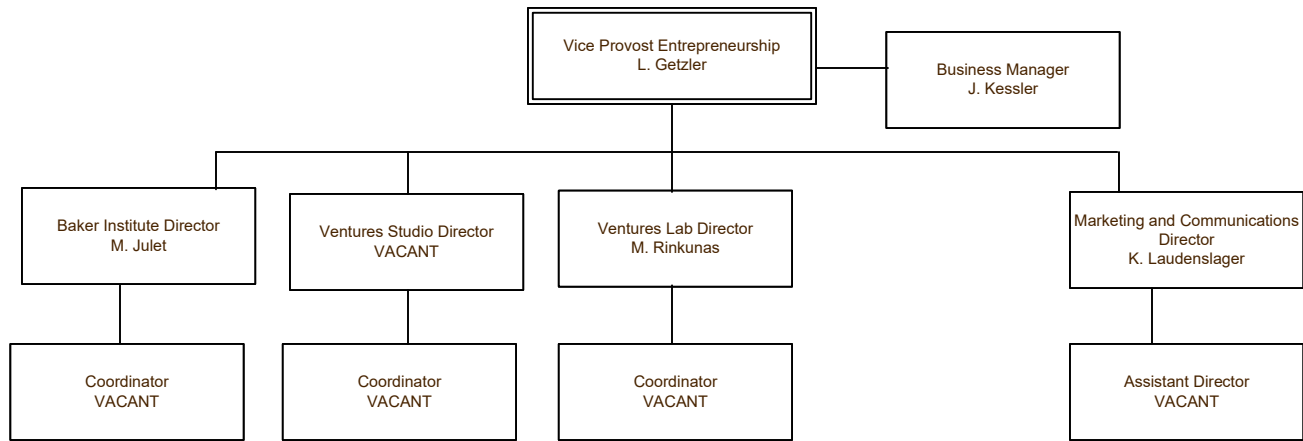 Vice Provost Entrepreneurship
L. Getzler
Business Manager
J. Kessler
Baker Institute Director
M. Julet
Ventures Studio Director
VACANT
Ventures Lab Director
M. Rinkunas
Marketing and Communications
Director
K. Laudenslager
Coordinator
VACANT
Coordinator
VACANT
Coordinator
VACANT
Assistant Director
VACANT